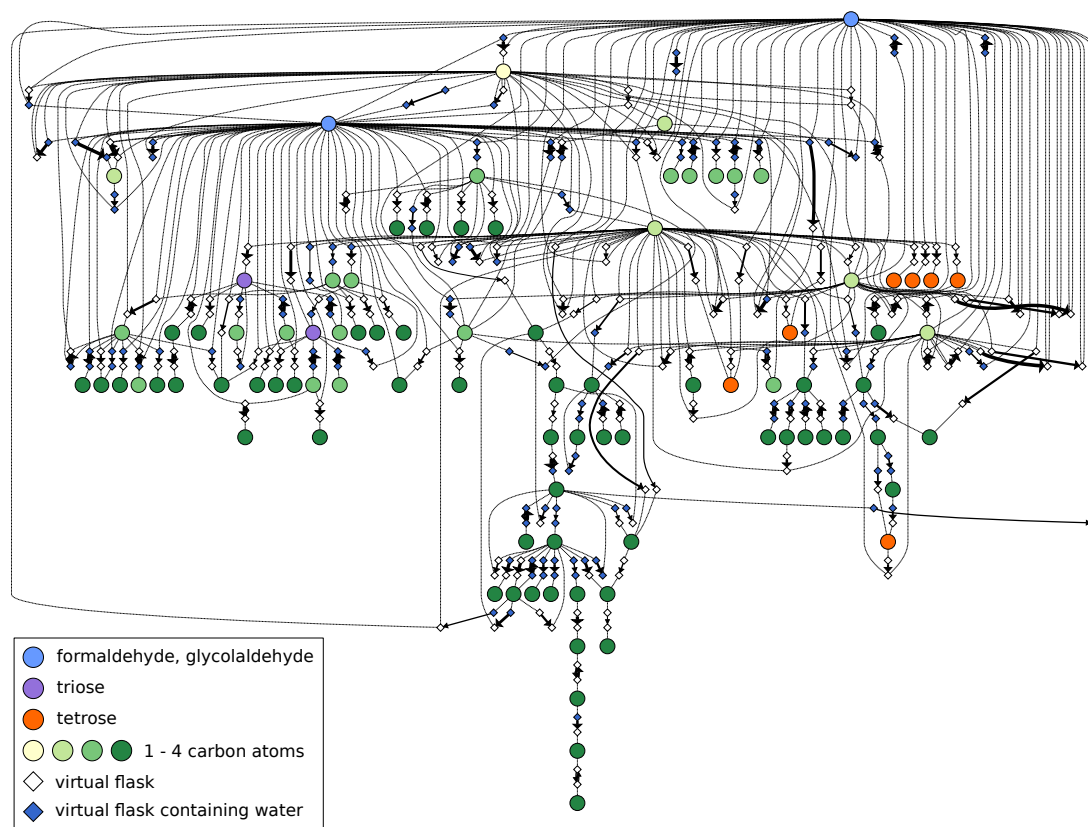 formaldehyde, glycolaldehyde
triose
tetrose
1 - 4 carbon atoms
virtual flask
virtual flask containing water